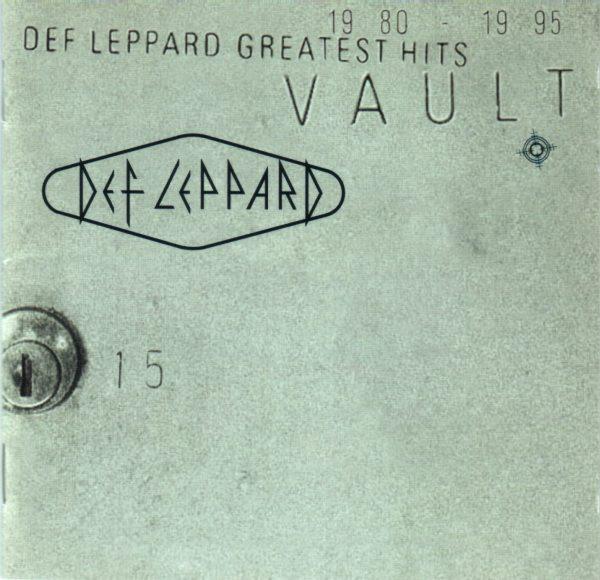 19 80 - 19 95
DEF LEPPARD GREATEST HITS
VAULT
DEF LEPPARD
15